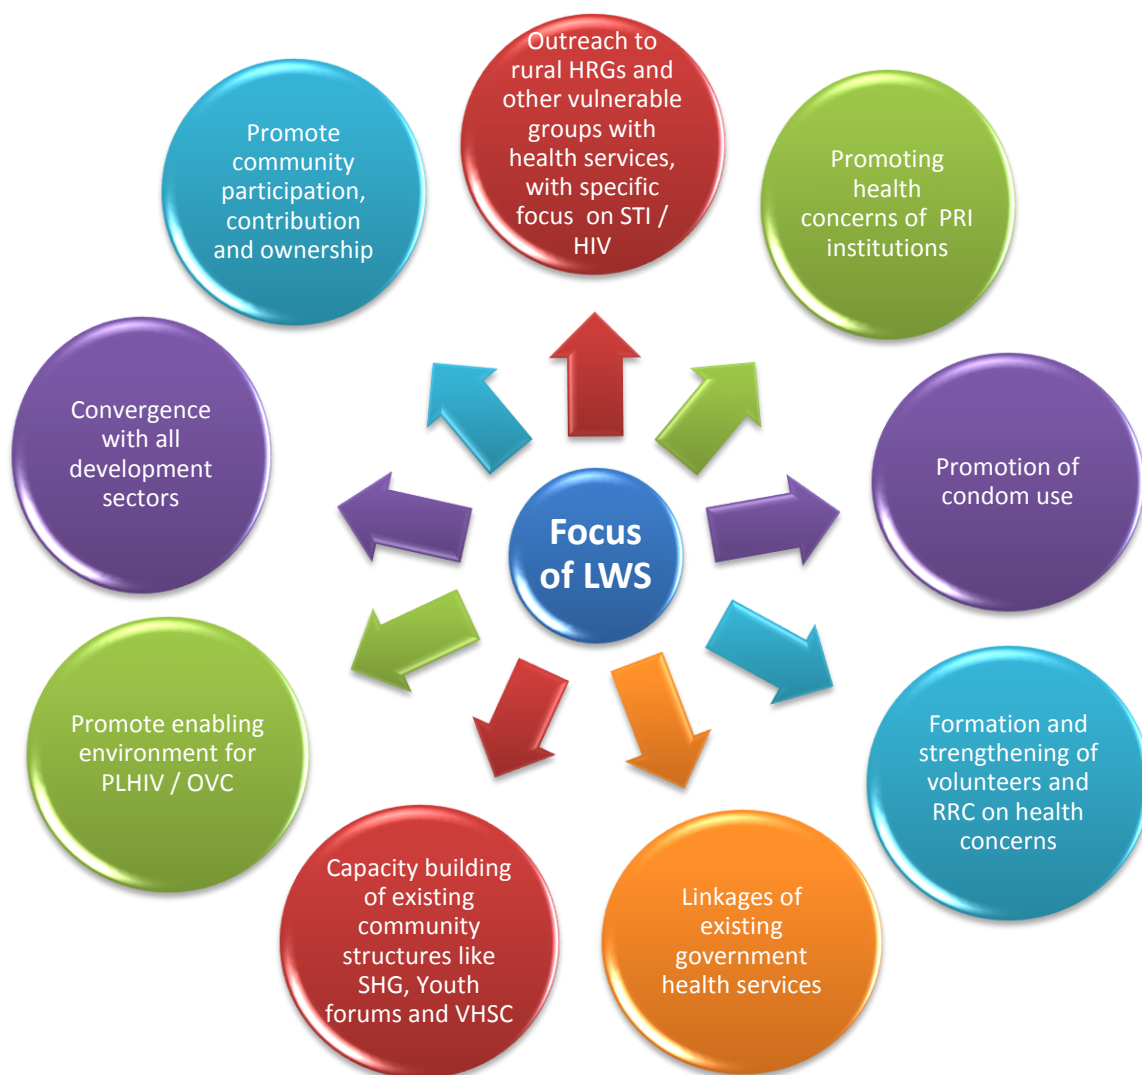 Outreach to
rural HRGs and
other vulnerable
groups with
health services,
with specific
focus on STI /
HIV
Promoting
health
concerns of PRI
institutions
Promotion of
condom use
Formation and
strengthening of
volunteers and
RRC on health
concerns
Linkages of
existing
government
health services
Capacity building
of existing
community
structures like
SHG, Youth
forums and VHSC
Promote enabling
environment for
PLHIV / OVC
Convergence
with all
development
sectors
Promote
community
participation,
contribution
and ownership
Focus
of LWS